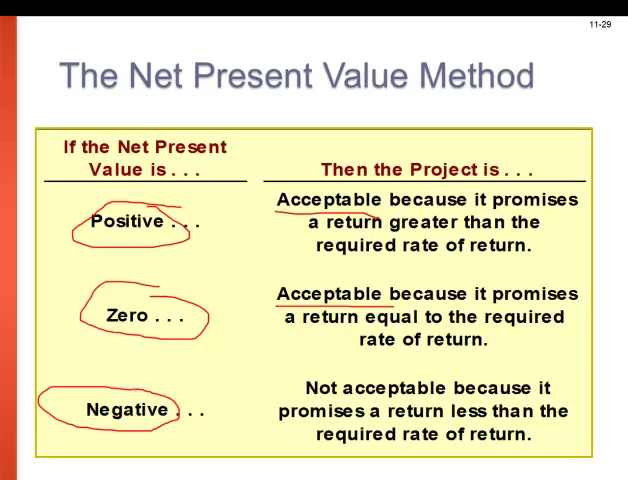 11-29
The Net Present Value Method
If the Net Present
Value is . . .
Then the Project is . . .
Positive . . .
Acceptable because it promises
a return greater than the
required rate of return.
Zero . . .
Acceptable because it promises
a return equal to the required
rate of return.
Negative . . .
Not acceptable because it
promises a return less than the
required rate of return.